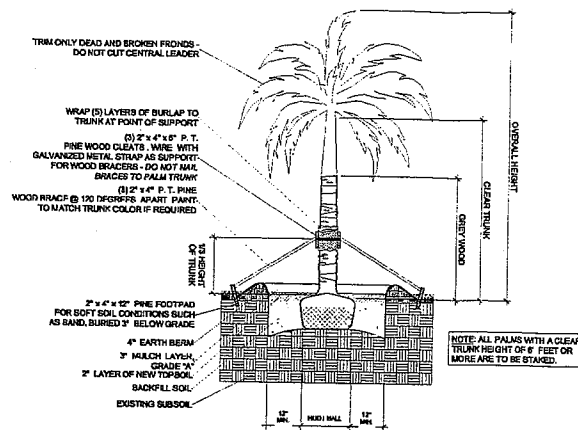 TRIM ONLY DEAD AND BROKEN FRONDS -
DO NOT CUT CENTRAL LEADER
WRAP (5) LAYERS OF BURLAP TO
TRUNK AT POINT OF SUPPORT
(3) 2" x 4" x 6" P. T.
PINE WOOD CLEATS. WIRE WITH
GALVANIZED METAL STRAP AS SUPPORT
FOR WOOD BRACERS - DO NOT NAIL
BRACES TO PALM TRUNK
(3) 2" x 4" P. T. PINE
WOOD BRACE @ 120 DEGREES APART PAINT
TO MATCH TRUNK COLOR IF REQUIRED
1/3 HEIGHT
OF TRUNK
2" x 4" x 12" PINE FOOTPAD
FOR SOFT SOIL CONDITIONS SUCH
AS SAND, BURIED 3" BELOW GRADE
4" EARTH BERM
3" MULCH LAYER,
GRADE "A"
2" LAYER OF NEW TOPSOIL
BACKFILL SOIL
EXISTING SUBSOIL
12"
MIN.
BALL
12"
MIN.
GREY WOOD
CLEAR TRUNK
OVERALL HEIGHT
NOTE: ALL PALMS WITH A CLEAR
TRUNK HEIGHT OF 6' FEET OR
MORE ARE TO BE STAKED.